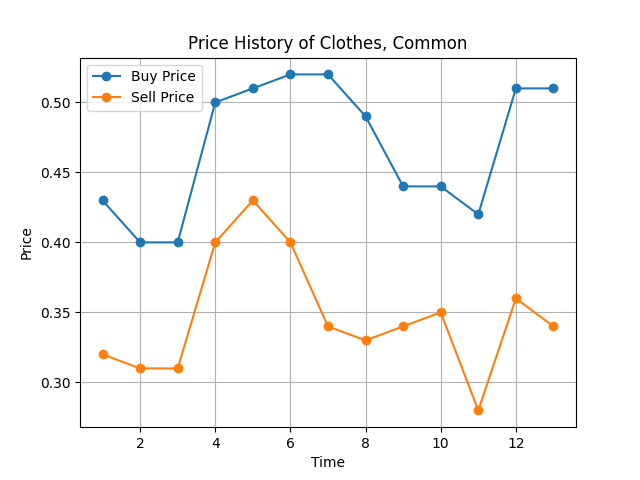 Price History of Clothes, Common
Buy Price
Sell Price
0.50
0.45
0.40
0.35
0.30
Price
2 4 6 8 10 12
Time